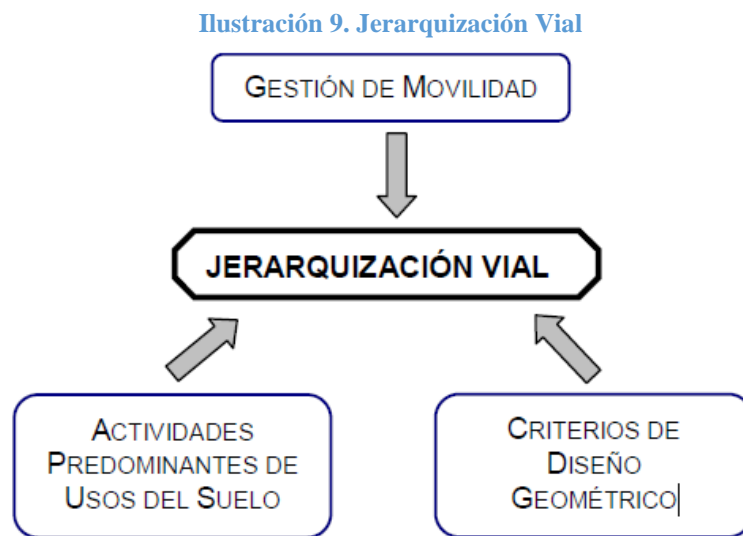 Ilustración 9. Jerarquización Vial
GESTIÓN DE MOVILIDAD
JERARQUIZACIÓN VIAL
ACTIVIDADES
PREDOMINANTES DE
USOS DEL SUELO
CRITERIOS DE
DISEÑO
GEOMÉTRICO